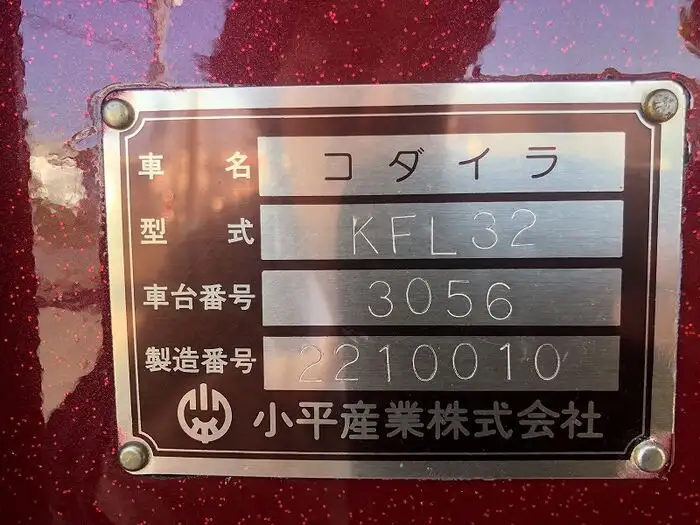 車名 コダイラ
型式 KFL32
車台番号 3056
製造番号 2210010
小平産業株式会社